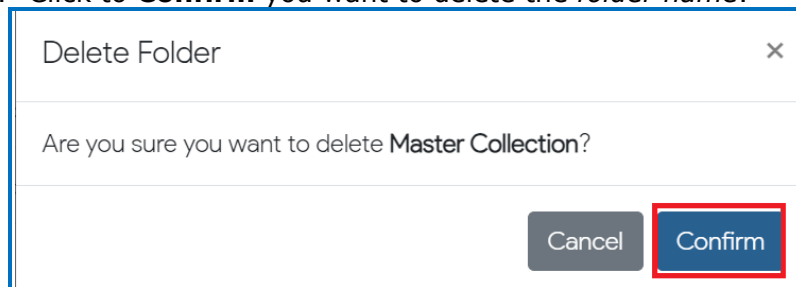 Click to Confirm you want to delete the folder name.
Delete Folder ×
Are you sure you want to delete Master Collection?
Cancel Confirm